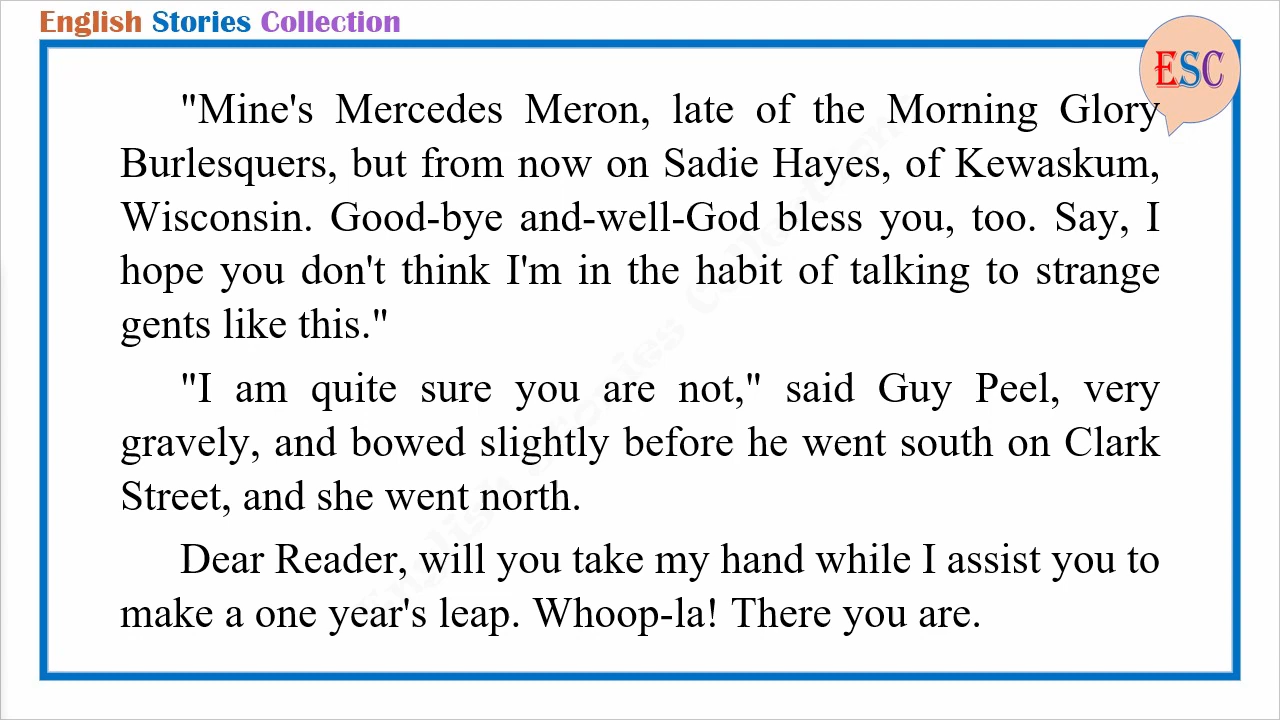 English Stories Collection
ESC
"Mine's Mercedes Meron, late of the Morning Glory
Burlesquers, but from now on Sadie Hayes, of Kewaskum,
Wisconsin. Good-bye and-well-God bless you, too. Say, I
hope you don't think I'm in the habit of talking to strange
gents like this."
"I am quite sure you are not," said Guy Peel, very
gravely, and bowed slightly before he went south on Clark
Street, and she went north.
Dear Reader, will you take my hand while I assist you to
make a one year's leap. Whoop-la! There you are.
English Stories Collection